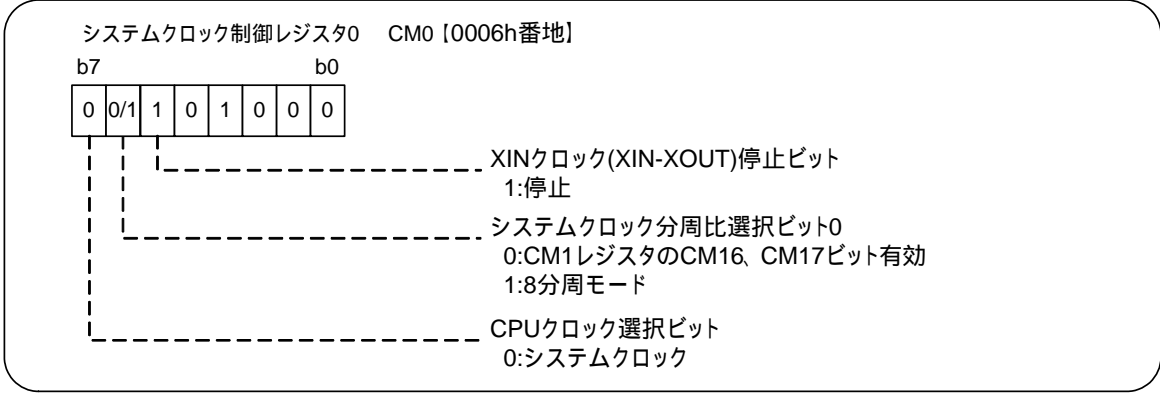 システムクロック制御レジスタ0 CM0【0006h番地】
b7 b0
0 0/1 1 0 1 0 0 0
XINクロック(XIN-XOUT)停止ビット
1:停止
システムクロック分周比選択ビット0
0:CM1レジスタのCM16、CM17ビット有効
1:8分周モード
CPUクロック選択ビット
0:システムクロック